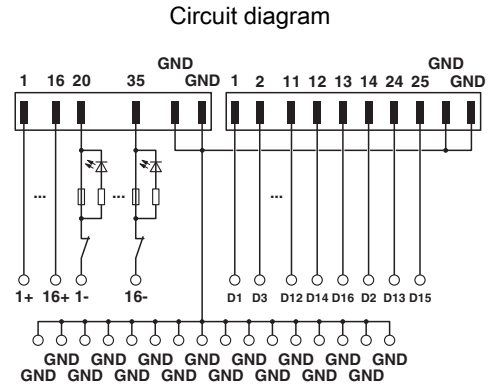 Circuit diagram
GND
1 16 20 35 GND
GND
1 2 11 12 13 14 24 25 GND
... ... ...
1+ 16+ 1- 16-
D1 D3 D12 D14 D16 D2 D13 D15
GND GND GND GND GND GND GND GND
GND GND GND GND GND GND GND GND